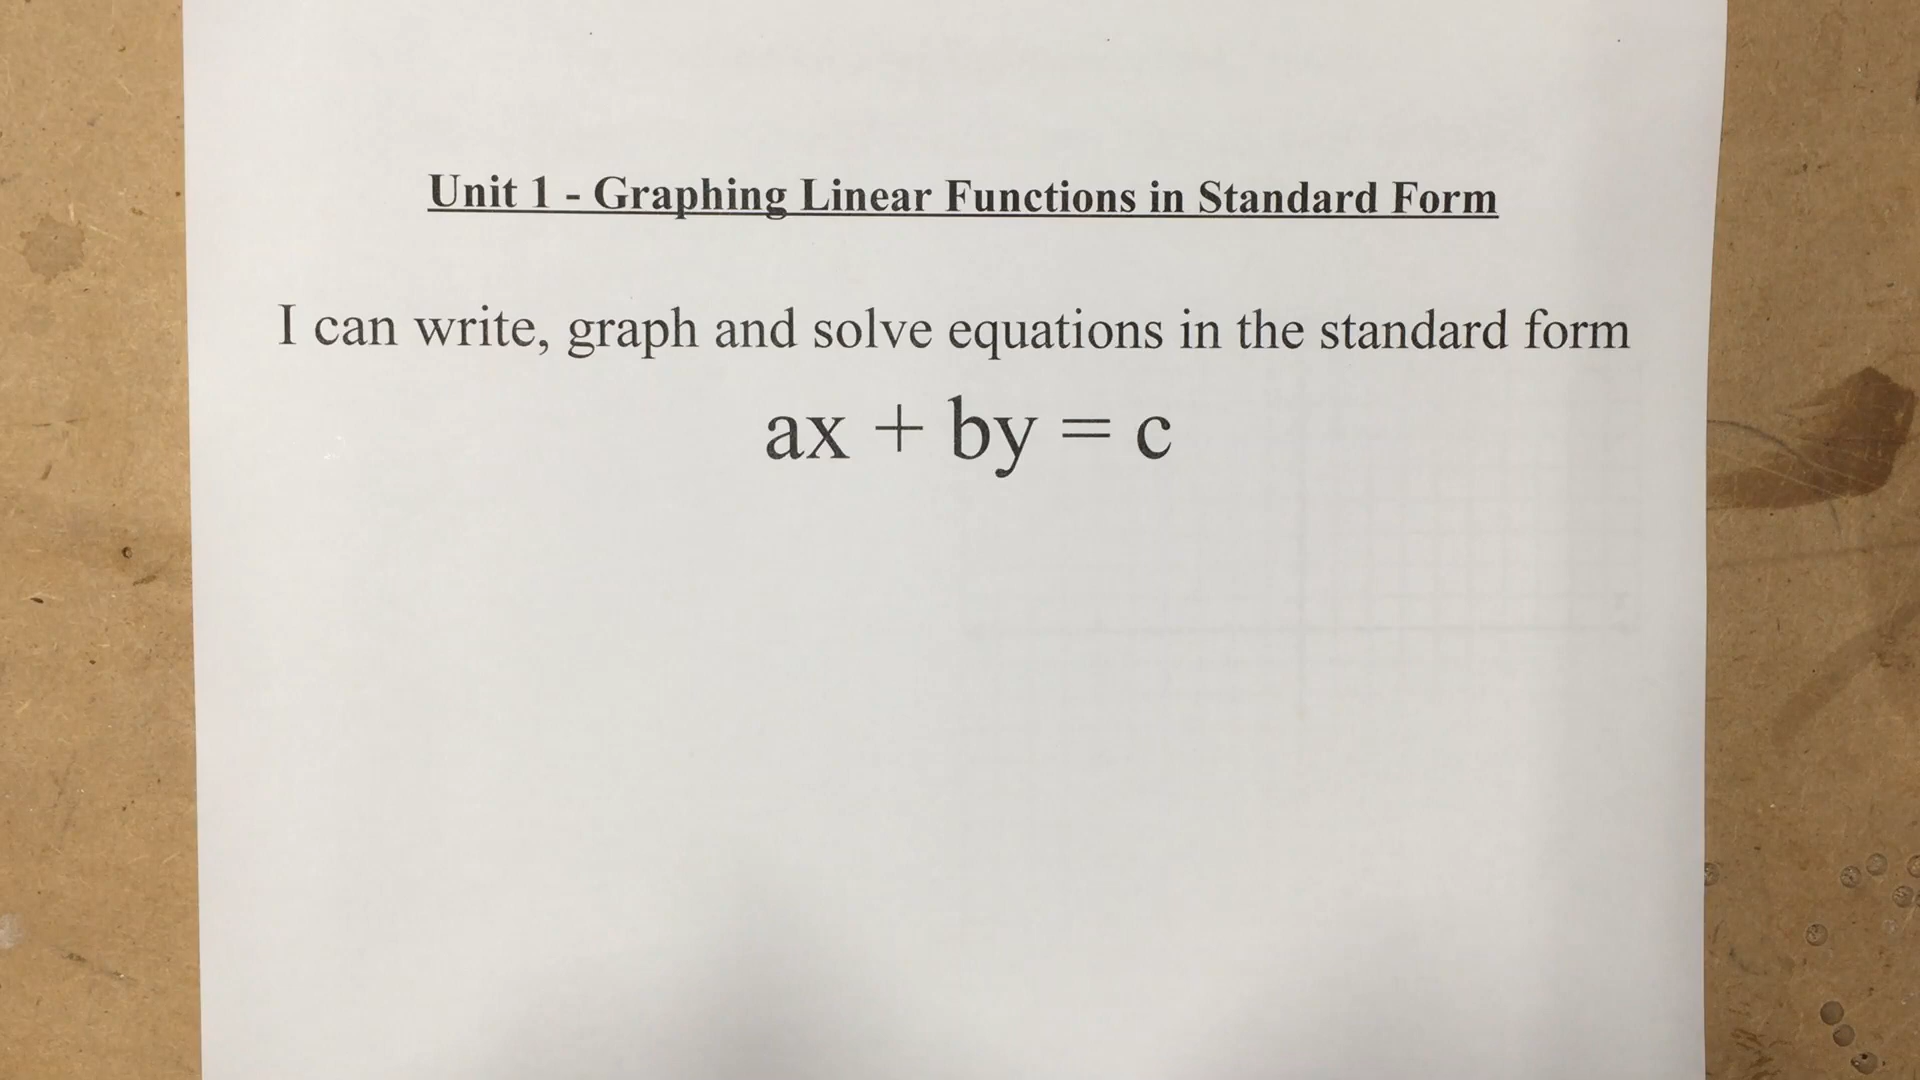 Unit 1 - Graphing Linear Functions in Standard Form
I can write, graph and solve equations in the standard form
ax + by = c